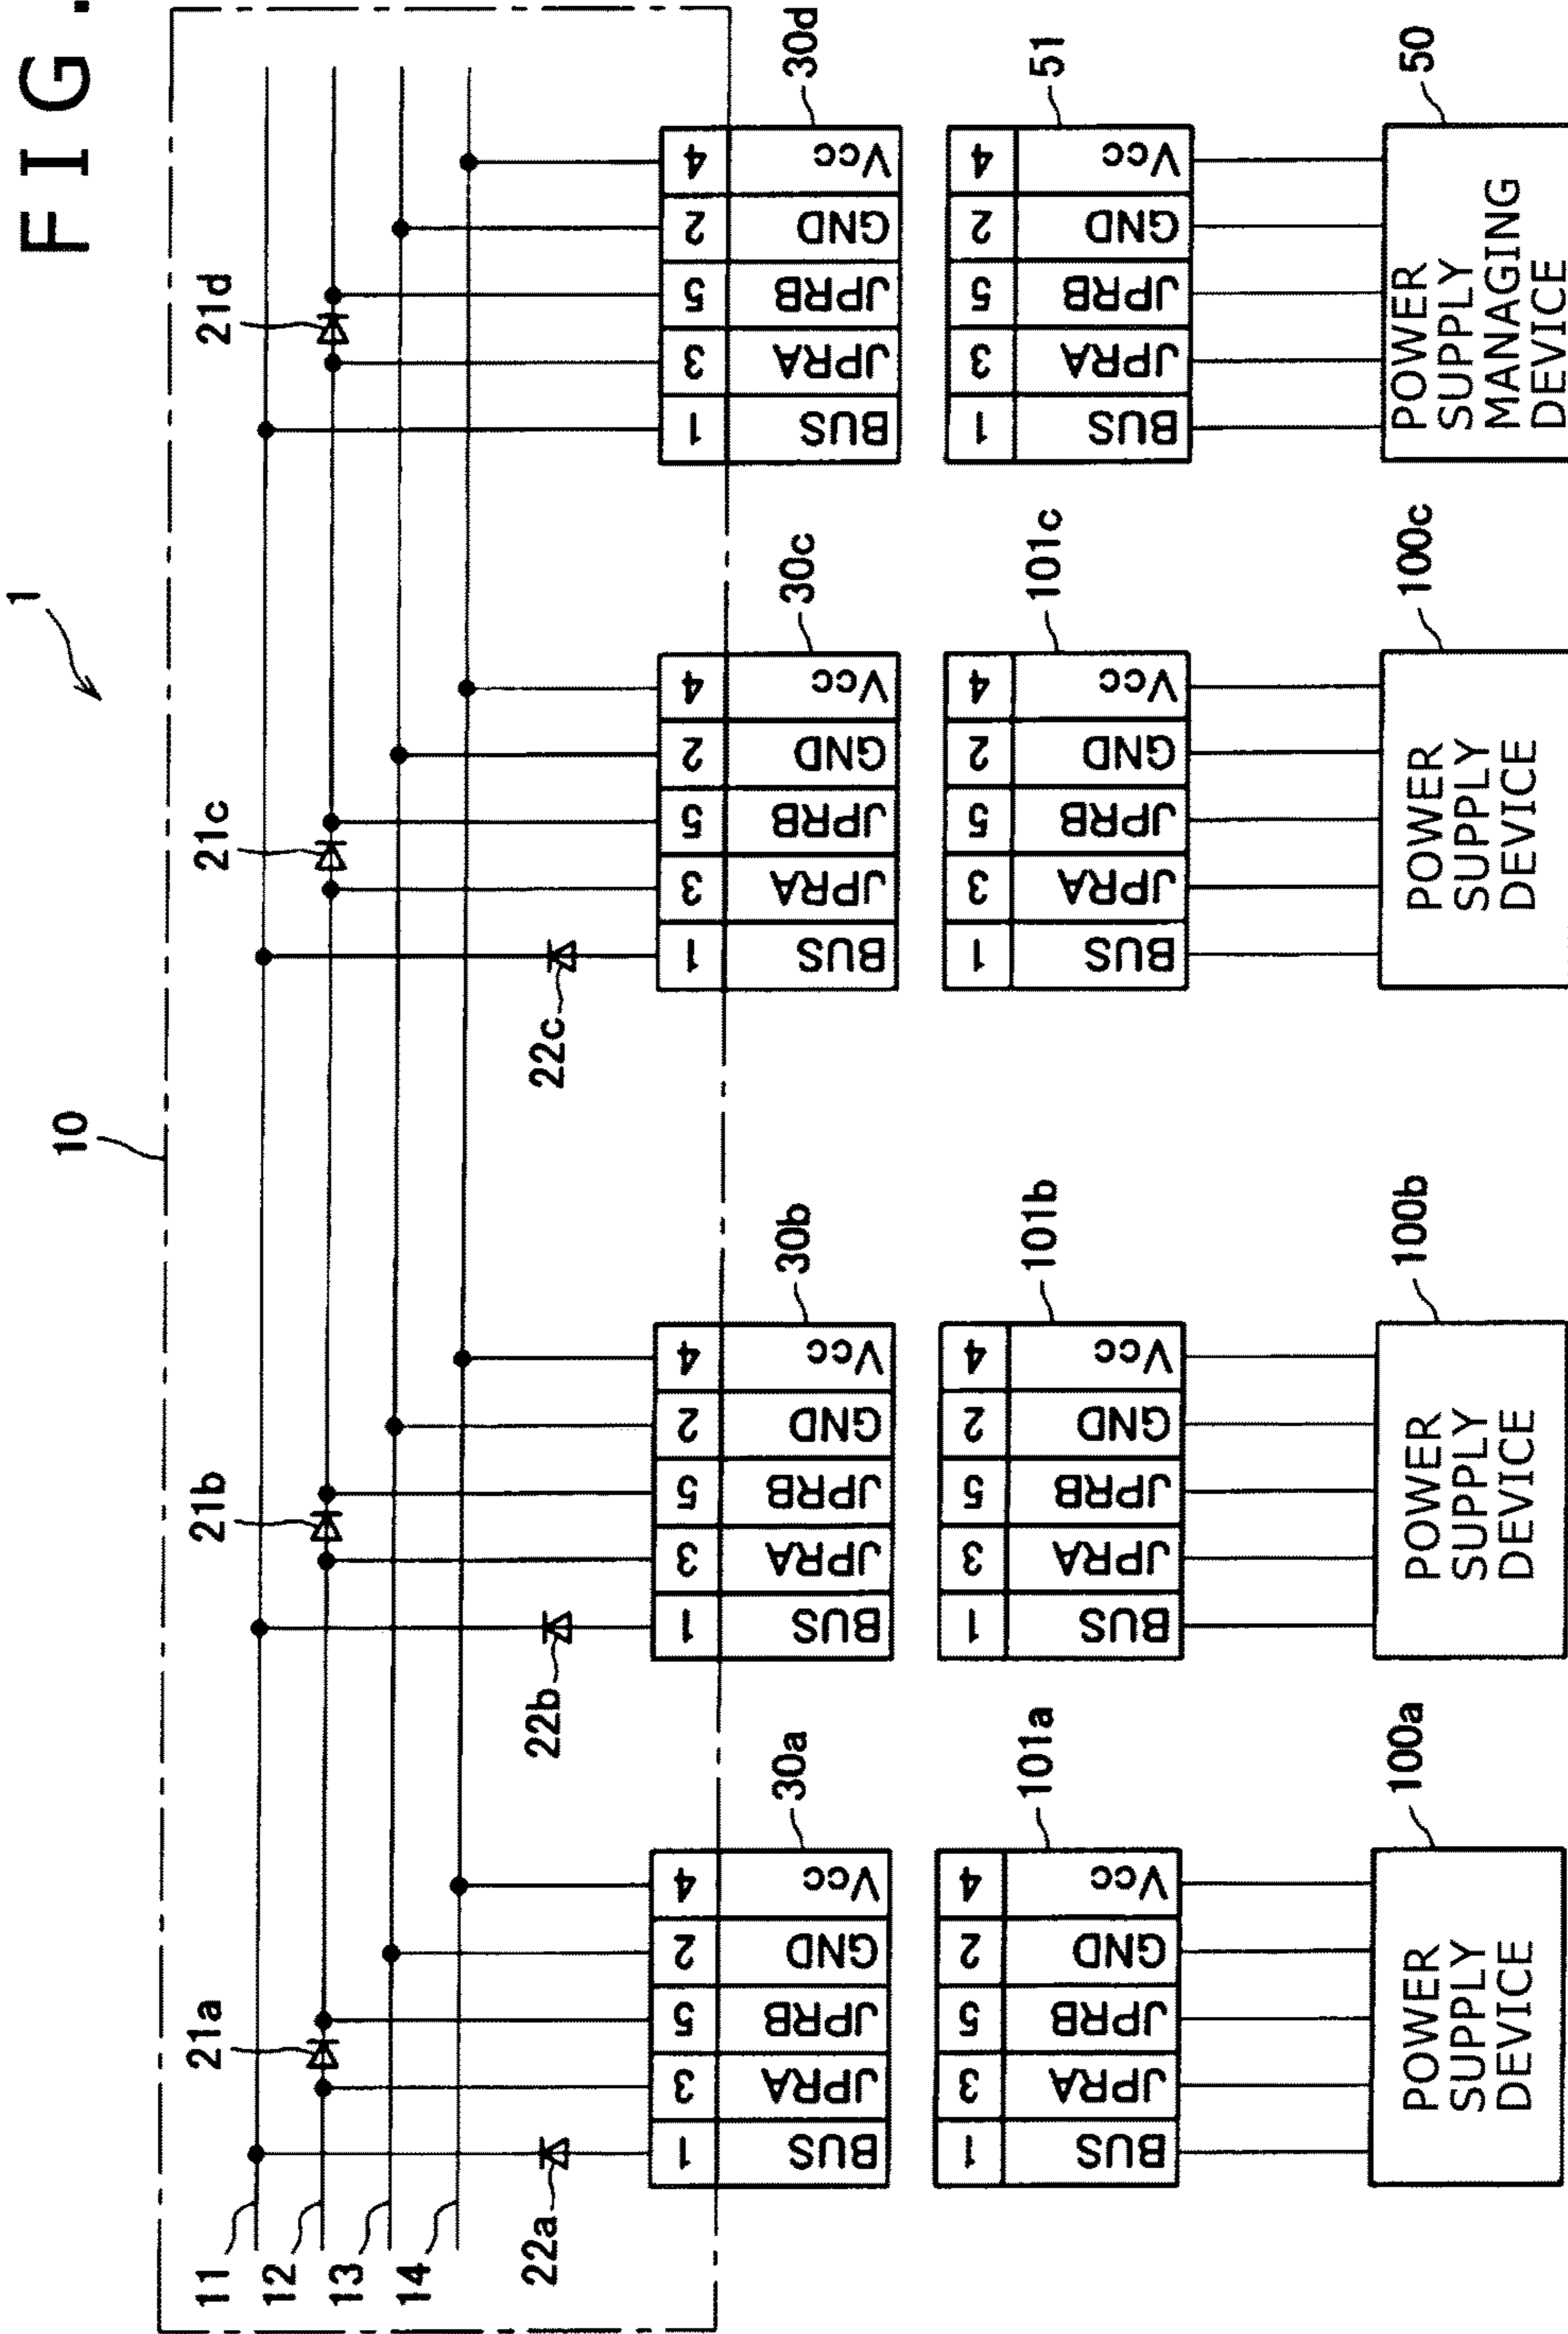 FIG.
1
10
11
12
13
14
21a
21b
21c
21d
22a
22b
22c
30a
30b
30c
30d
1 3 5 2 4
BUS JPRA JPRB GND Vcc
1 3 5 2 4
BUS JPRA JPRB GND Vcc
1 3 5 2 4
BUS JPRA JPRB GND Vcc
1 3 5 2 4
BUS JPRA JPRB GND Vcc
101a
101b
101c
51
1 3 5 2 4
BUS JPRA JPRB GND Vcc
1 3 5 2 4
BUS JPRA JPRB GND Vcc
1 3 5 2 4
BUS JPRA JPRB GND Vcc
1 3 5 2 4
BUS JPRA JPRB GND Vcc
100a
POWER
SUPPLY
DEVICE
100b
POWER
SUPPLY
DEVICE
100c
POWER
SUPPLY
DEVICE
50
POWER
SUPPLY
MANAGING
DEVICE